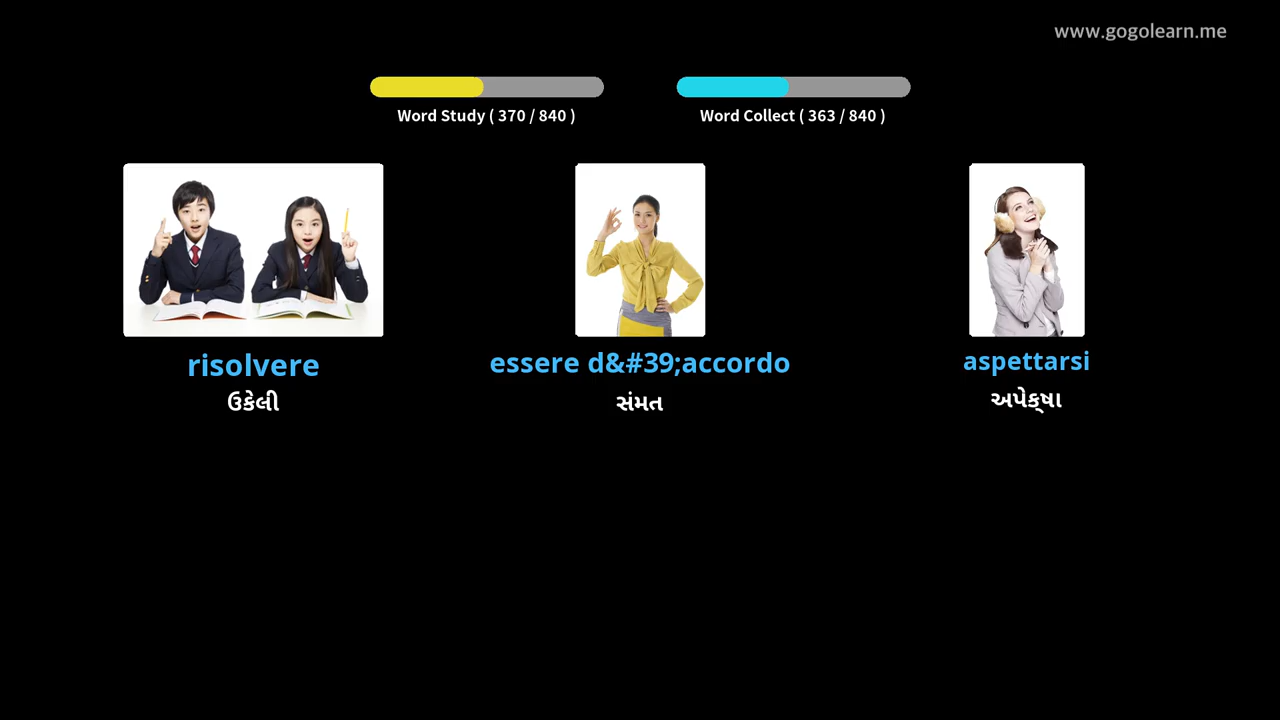 www.gogolearn.me
Word Study ( 370 / 840 )
Word Collect ( 363 / 840 )
risolvere
essere d&#39;accordo
aspettarsi
ઉકેલી
સંમત
અપેક્ષા